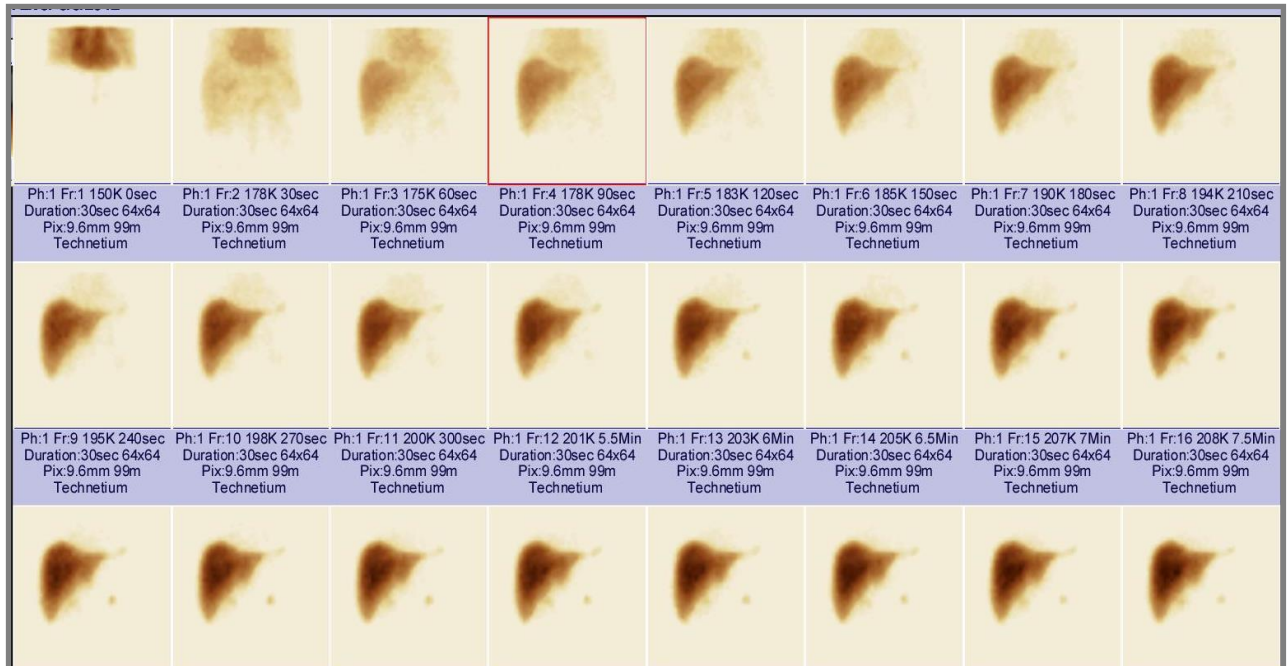 Ph:1 Fr:1 150K 0sec
Duration:30sec 64x64
Pix:9.6mm 99m
Technetium
Ph:1 Fr:2 178K 30sec
Duration:30sec 64x64
Pix:9.6mm 99m
Technetium
Ph:1 Fr:3 175K 60sec
Duration:30sec 64x64
Pix:9.6mm 99m
Technetium
Ph:1 Fr:4 178K 90sec
Duration:30sec 64x64
Pix:9.6mm 99m
Technetium
Ph:1 Fr:5 183K 120sec
Duration:30sec 64x64
Pix:9.6mm 99m
Technetium
Ph:1 Fr:6 185K 150sec
Duration:30sec 64x64
Pix:9.6mm 99m
Technetium
Ph:1 Fr:7 190K 180sec
Duration:30sec 64x64
Pix:9.6mm 99m
Technetium
Ph:1 Fr:8 194K 210sec
Duration:30sec 64x64
Pix:9.6mm 99m
Technetium
Ph:1 Fr:9 195K 240sec
Duration:30sec 64x64
Pix:9.6mm 99m
Technetium
Ph:1 Fr:10 198K 270sec
Duration:30sec 64x64
Pix:9.6mm 99m
Technetium
Ph:1 Fr:11 200K 300sec
Duration:30sec 64x64
Pix:9.6mm 99m
Technetium
Ph:1 Fr:12 201K 5.5Min
Duration:30sec 64x64
Pix:9.6mm 99m
Technetium
Ph:1 Fr:13 203K 6Min
Duration:30sec 64x64
Pix:9.6mm 99m
Technetium
Ph:1 Fr:14 205K 6.5Min
Duration:30sec 64x64
Pix:9.6mm 99m
Technetium
Ph:1 Fr:15 207K 7Min
Duration:30sec 64x64
Pix:9.6mm 99m
Technetium
Ph:1 Fr:16 208K 7.5Min
Duration:30sec 64x64
Pix:9.6mm 99m
Technetium